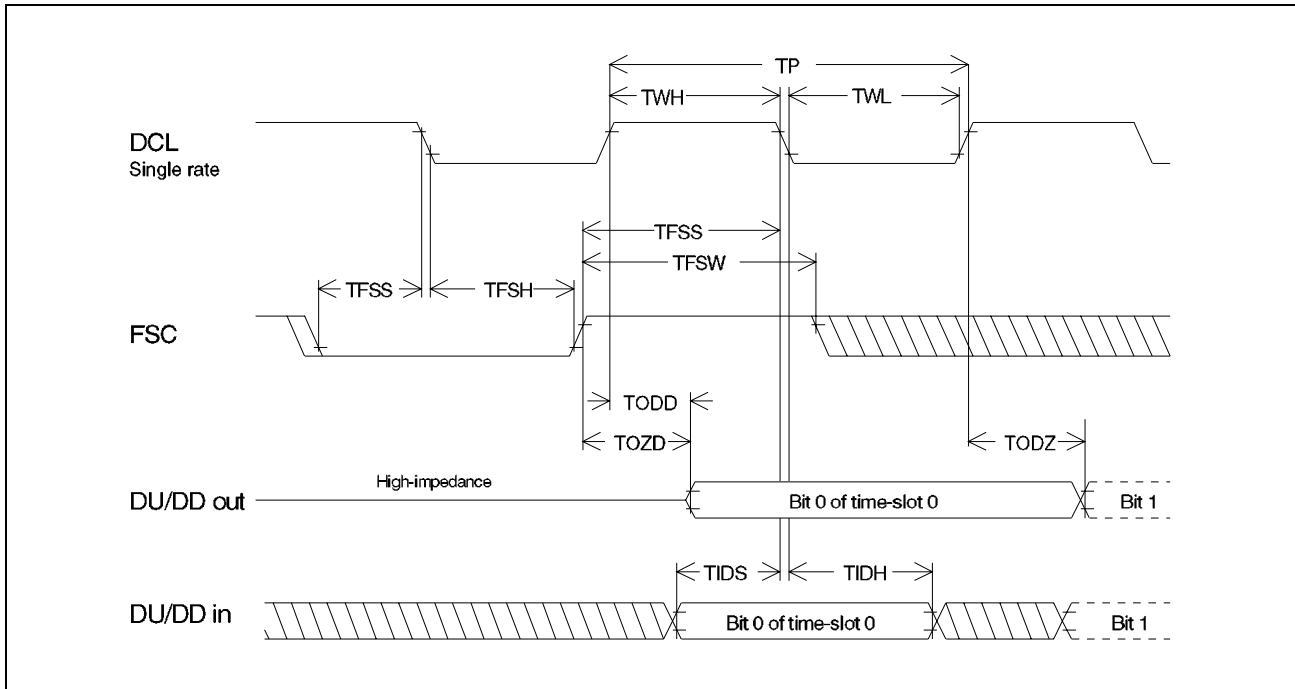 TP
TWH
TWL
DCL
Single rate
TFSS
TFSW
TFSS
TFSH
FSC
TODD
TOZD
TODZ
High-impedance
DU/DD out
Bit 0 of time-slot 0
Bit 1
TIDS
TIDH
DU/DD in
Bit 0 of time-slot 0
Bit 1